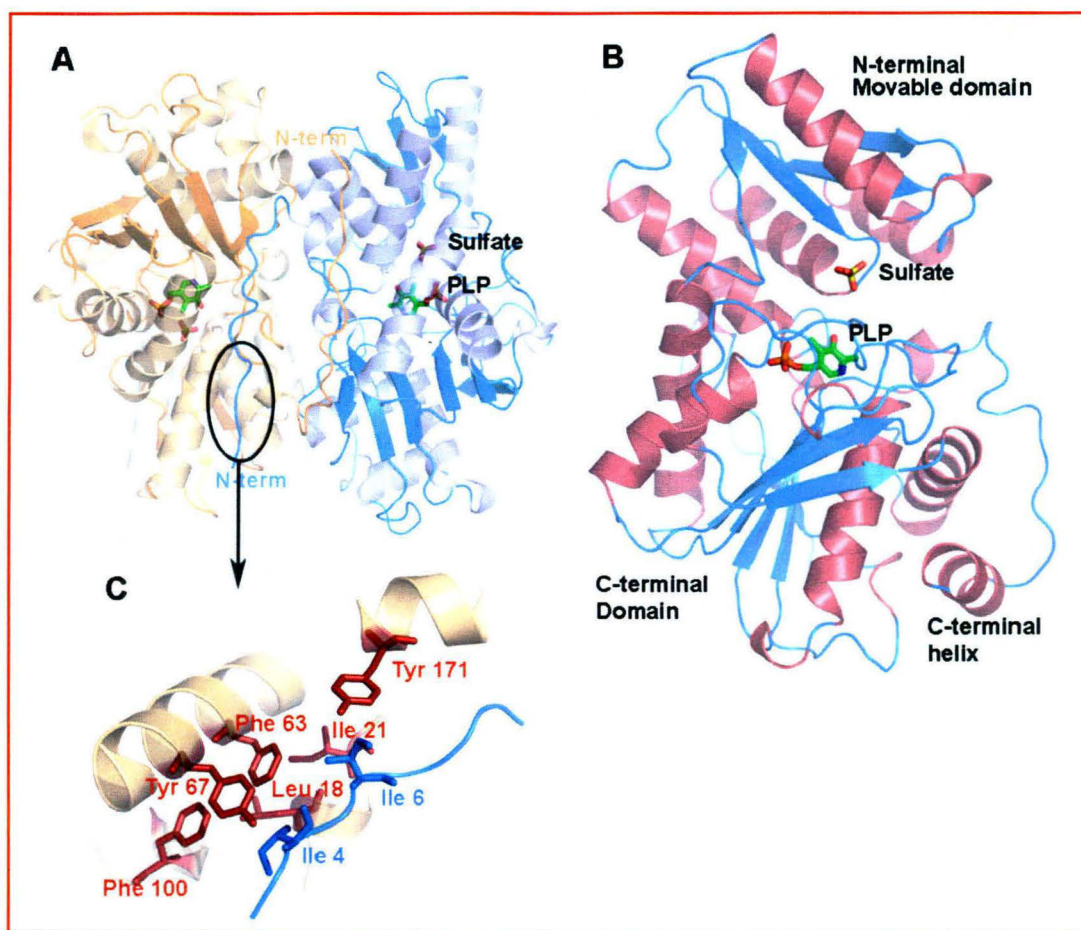 A
N-term
N-term
Sulfate
PLP
B
N-terminal
Movable domain
Sulfate
PLP
C-terminal
Domain
C-terminal
helix
C
Tyr 171
Phe 63
Ile 21
Tyr 67
Leu 18
Ile 6
Ile 4
Phe 100